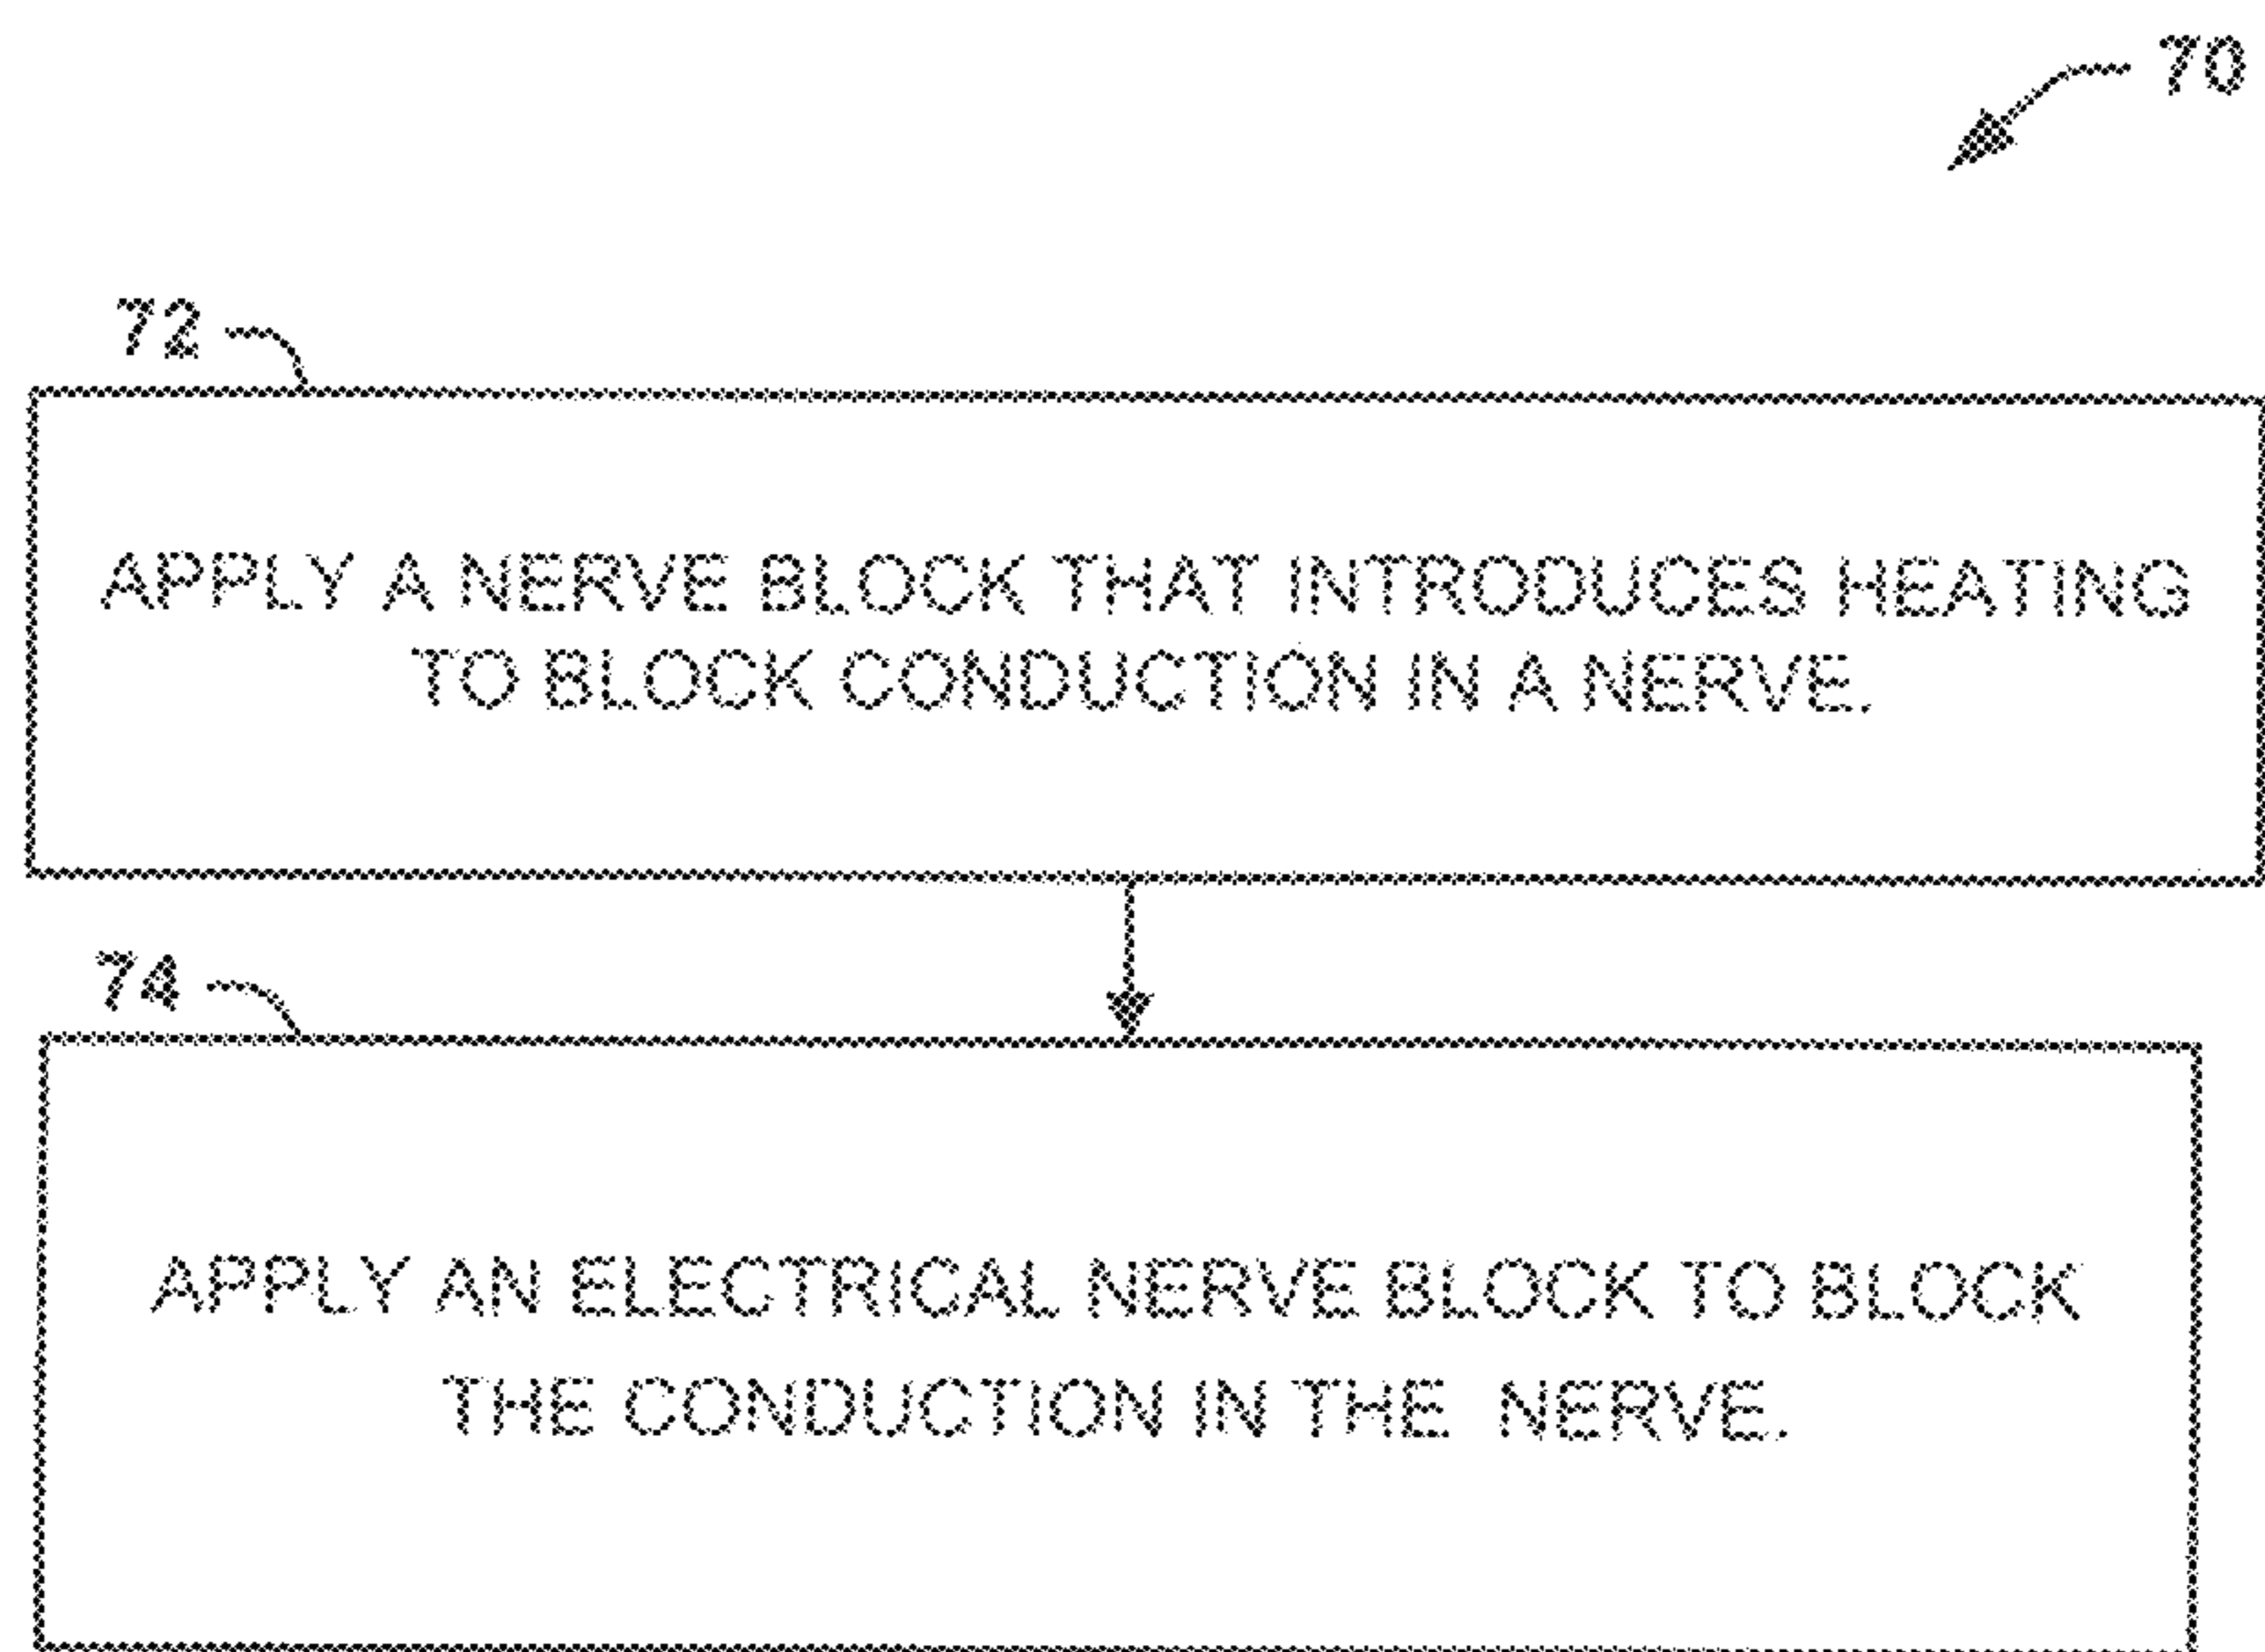 70
72
APPLY A NERVE BLOCK THAT INTRODUCES HEATING
TO BLOCK CONDUCTION IN A NERVE.
74
APPLY AN ELECTRICAL NERVE BLOCK TO BLOCK
THE CONDUCTION IN THE NERVE.